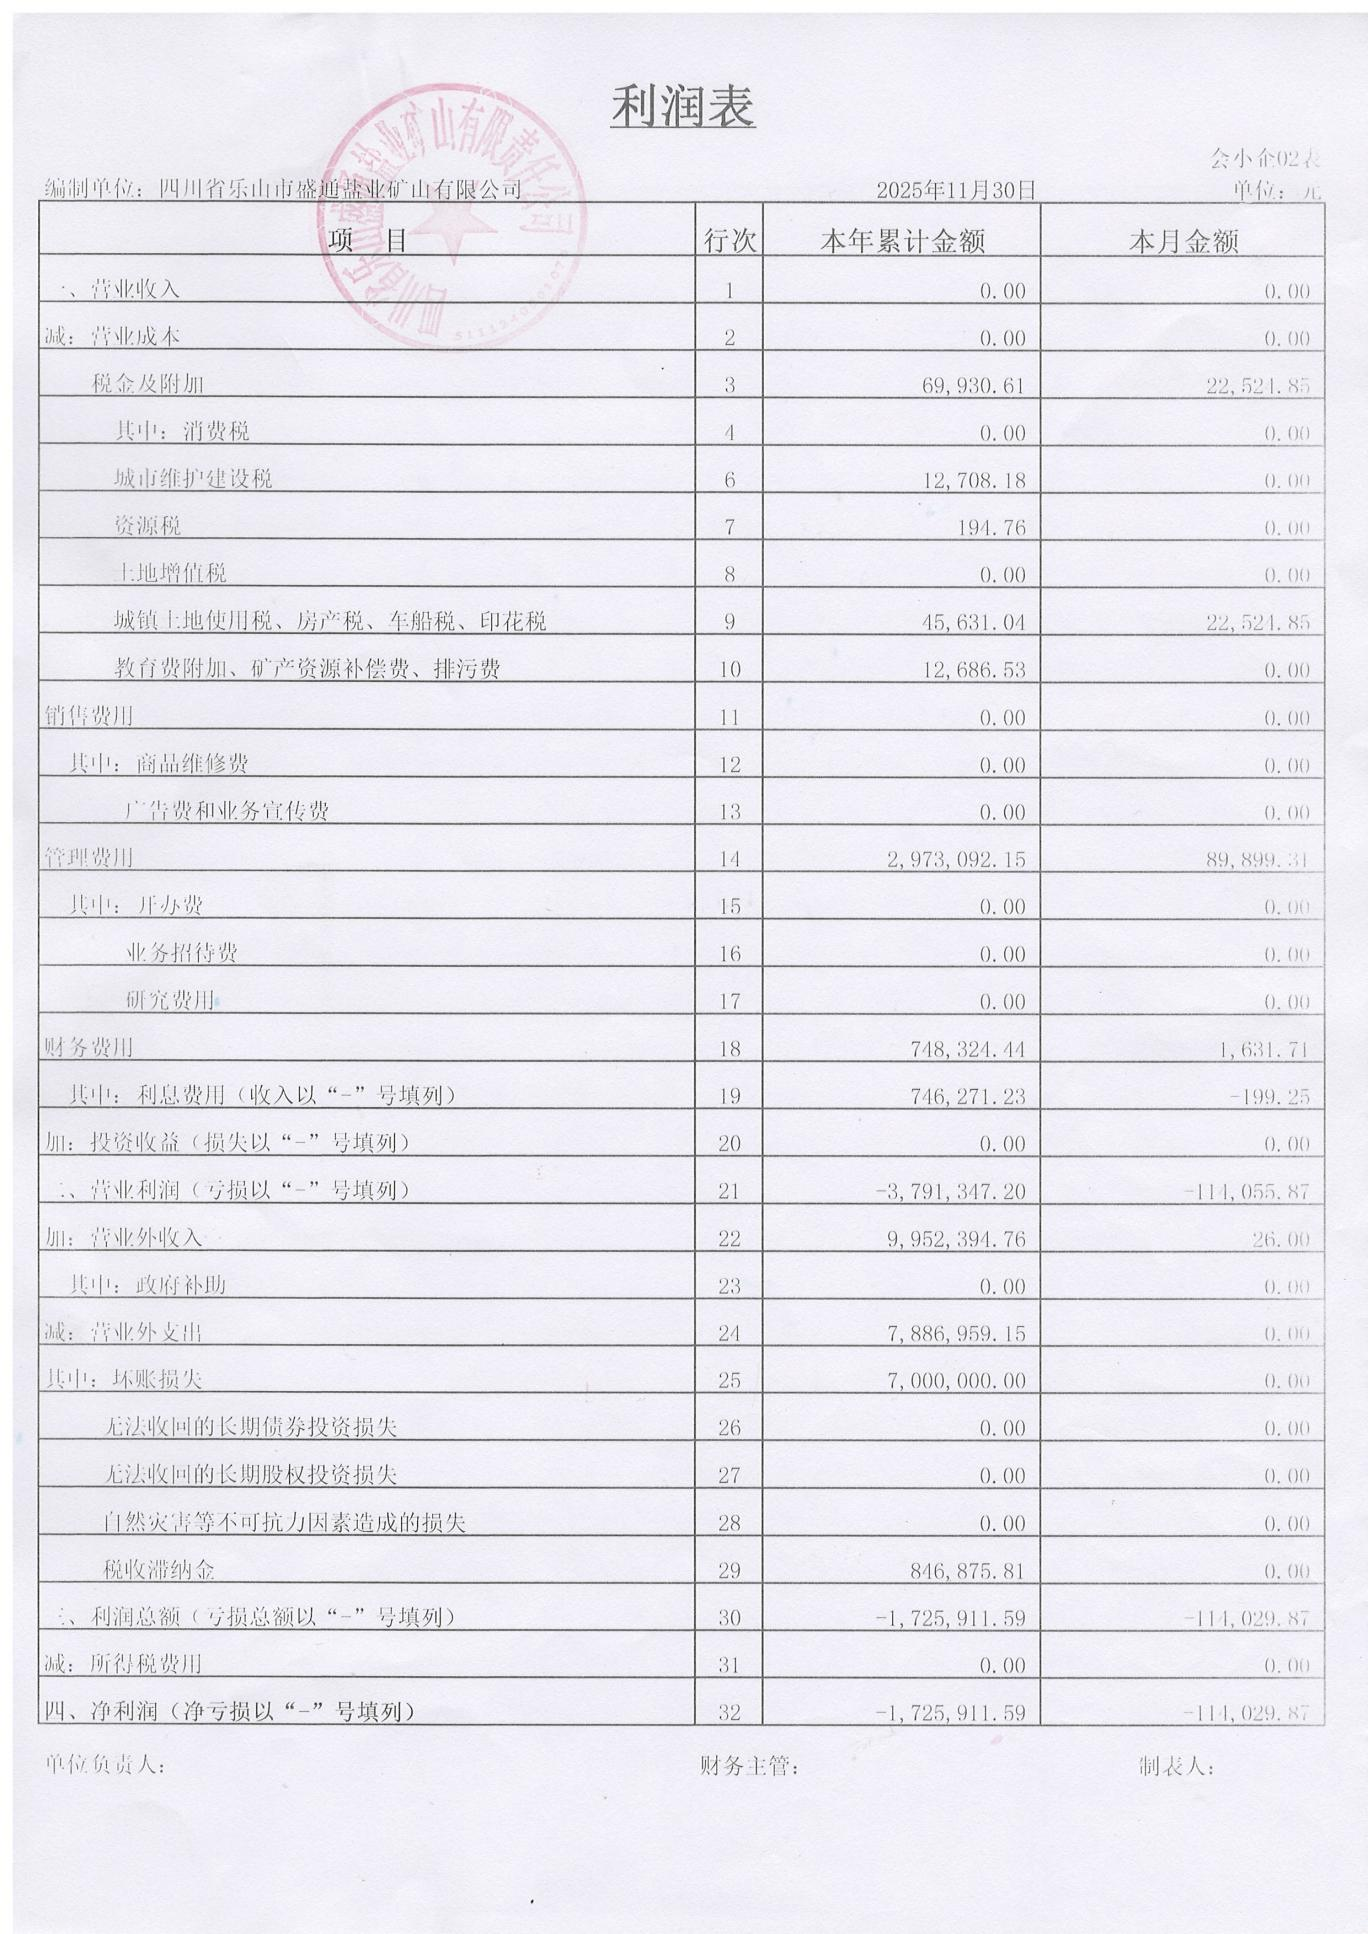 利润表
会小企02表
编制单位：四川省乐山市盛通盐业矿山有限公司 2025年11月30日 单位：元
项 目 行次 本年累计金额 本月金额
一、营业收入 1 0.00 0.00
减：营业成本 2 0.00 0.00
税金及附加 3 69,930.61 22,524.85
其中：消费税 4 0.00 0.00
城市维护建设税 6 12,708.18 0.00
资源税 7 194.76 0.00
土地增值税 8 0.00 0.00
城镇土地使用税、房产税、车船税、印花税 9 45,631.04 22,524.85
教育费附加、矿产资源补偿费、排污费 10 12,686.53 0.00
销售费用 11 0.00 0.00
其中：商品维修费 12 0.00 0.00
广告费和业务宣传费 13 0.00 0.00
管理费用 14 2,973,092.15 89,899.31
其中：开办费 15 0.00 0.00
业务招待费 16 0.00 0.00
研究费用 17 0.00 0.00
财务费用 18 748,324.44 1,631.71
其中：利息费用（收入以“-”号填列） 19 746,271.23 -199.25
加：投资收益（损失以“-”号填列） 20 0.00 0.00
二、营业利润（亏损以“-”号填列） 21 -3,791,347.20 -114,055.87
加：营业外收入 22 9,952,394.76 26.00
其中：政府补助 23 0.00 0.00
减：营业外支出 24 7,886,959.15 0.00
其中：坏账损失 25 7,000,000.00 0.00
无法收回的长期债券投资损失 26 0.00 0.00
无法收回的长期股权投资损失 27 0.00 0.00
自然灾害等不可抗力因素造成的损失 28 0.00 0.00
税收滞纳金 29 846,875.81 0.00
三、利润总额（亏损总额以“-”号填列） 30 -1,725,911.59 -114,029.87
减：所得税费用 31 0.00 0.00
四、净利润（净亏损以“-”号填列） 32 -1,725,911.59 -114,029.87
单位负责人： 财务主管： 制表人：